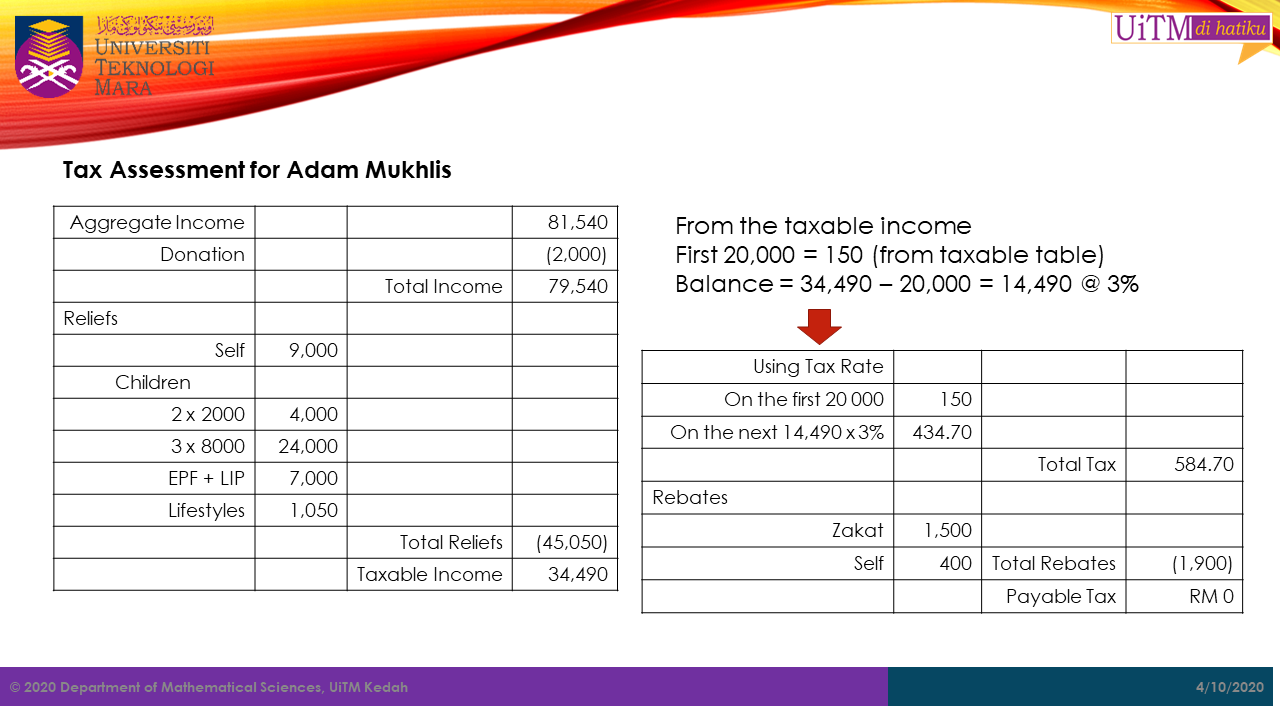 UNIVERSITI
TEKNOLOGI
MARA
UiTM di hatiku
Tax Assessment for Adam Mukhlis
Aggregate Income 81,540
Donation (2,000)
Total Income 79,540
Reliefs
Self 9,000
Children
2 x 2000 4,000
3 x 8000 24,000
EPF + LIP 7,000
Lifestyles 1,050
Total Reliefs (45,050)
Taxable Income 34,490
From the taxable income
First 20,000 = 150 (from taxable table)
Balance = 34,490 – 20,000 = 14,490 @ 3%
Using Tax Rate
On the first 20 000 150
On the next 14,490 x 3% 434.70
Total Tax 584.70
Rebates
Zakat 1,500
Self 400 Total Rebates (1,900)
Payable Tax RM 0
© 2020 Department of Mathematical Sciences, UiTM Kedah
4/10/2020